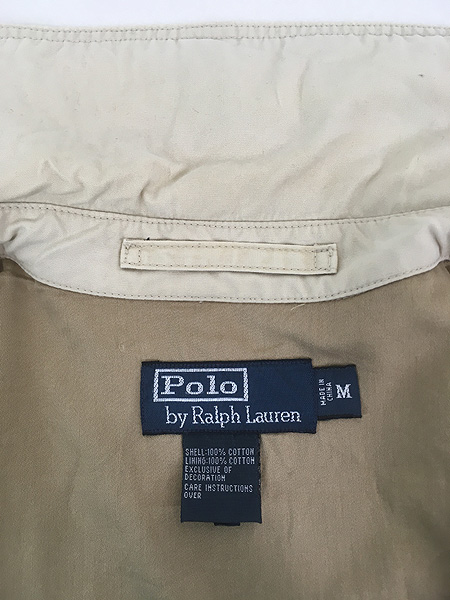 Polo
by Ralph Lauren
MADE IN
CHINA
M
SHELL:100% COTTON
LINING:100% COTTON
EXCLUSIVE OF
DECORATION
CARE INSTRUCTIONS
OVER